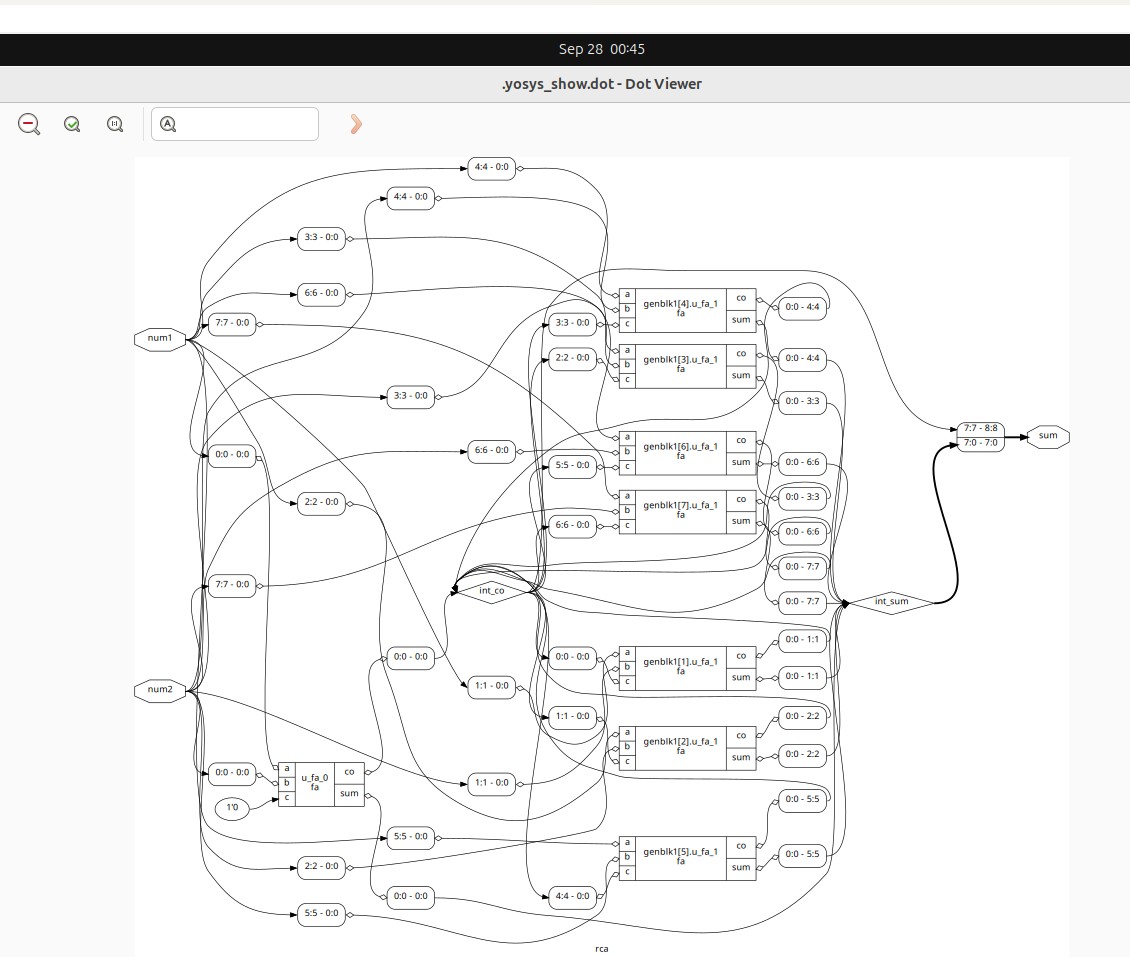 Sep 28 00:45
.yosys_show.dot - Dot Viewer
4:4 - 0:0
4:4 - 0:0
3:3 - 0:0
6:6 - 0:0
7:7 - 0:0
num1
a
b
c
genblk1[4].u_fa_1
fa
co
sum
0:0 - 4:4
3:3 - 0:0
2:2 - 0:0
a
b
c
genblk1[3].u_fa_1
fa
co
sum
0:0 - 4:4
0:0 - 3:3
3:3 - 0:0
7:7 - 8:8
7:0 - 7:0
sum
0:0 - 0:0
6:6 - 0:0
5:5 - 0:0
a
b
c
genblk1[6].u_fa_1
fa
co
sum
0:0 - 6:6
2:2 - 0:0
6:6 - 0:0
a
b
c
genblk1[7].u_fa_1
fa
co
sum
0:0 - 3:3
0:0 - 6:6
0:0 - 7:7
0:0 - 7:7
7:7 - 0:0
int_co
int_sum
0:0 - 0:0
0:0 - 0:0
a
b
c
genblk1[1].u_fa_1
fa
co
sum
0:0 - 1:1
0:0 - 1:1
num2
1:1 - 0:0
1:1 - 0:0
a
b
c
genblk1[2].u_fa_1
fa
co
sum
0:0 - 2:2
0:0 - 2:2
0:0 - 0:0
1'0
a
b
c
u_fa_0
fa
co
sum
1:1 - 0:0
5:5 - 0:0
2:2 - 0:0
0:0 - 0:0
5:5 - 0:0
4:4 - 0:0
a
b
c
genblk1[5].u_fa_1
fa
co
sum
0:0 - 5:5
0:0 - 5:5
rca